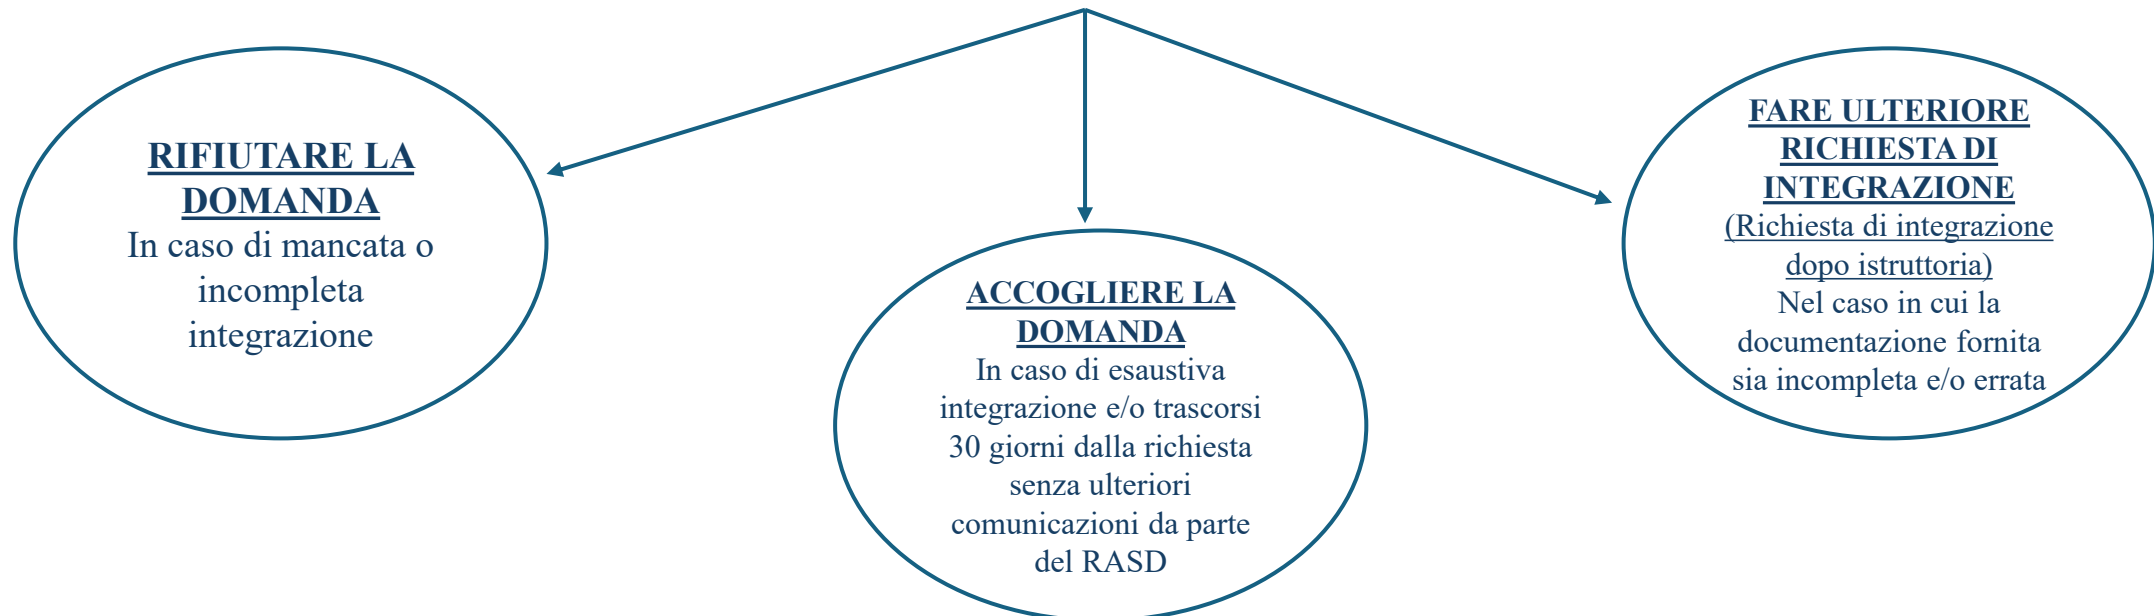 RIFIUTARE LA
DOMANDA
In caso di mancata o
incompleta
integrazione
ACCOGLIERE LA
DOMANDA
In caso di esaustiva
integrazione e/o trascorsi
30 giorni dalla richiesta
senza ulteriori
comunicazioni da parte
del RASD
FARE ULTERIORE
RICHIESTA DI
INTEGRAZIONE
(Richiesta di integrazione
dopo istruttoria)
Nel caso in cui la
documentazione fornita
sia incompleta e/o errata